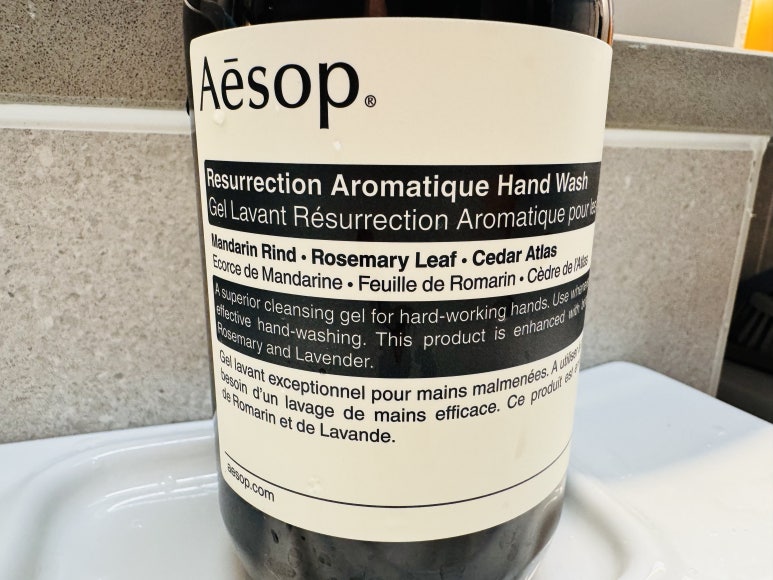 Aēsop®
Resurrection Aromatique Hand Wash
Gel Lavant Résurrection Aromatique pour les
Mandarin Rind • Rosemary Leaf • Cedar Atlas
Ecorce de Mandarine • Feuille de Romarin • Cèdre de l'Atlas
A superior cleansing gel for hard-working hands. Use
effective hand-washing. This product is enhanced with
Rosemary and Lavender.
Gel lavant exceptionnel pour mains malmenées. A utiliser
besoin d'un lavage de mains efficace. Ce produit est
de Romarin et de Lavande.
aesop.com